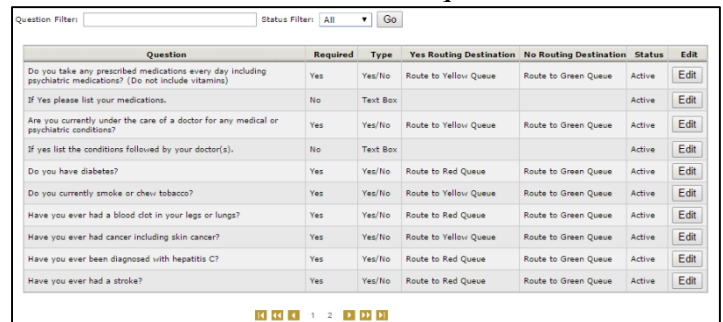 Question Filter: Status Filter: All Go
Question Required Type Yes Routing Destination No Routing Destination Status Edit
Do you take any prescribed medications every day including
psychiatric medications? (Do not include vitamins) Yes Yes/No Route to Yellow Queue Route to Green Queue Active Edit
If Yes please list your medications. No Text Box Active Edit
Are you currently under the care of a doctor for any medical or
psychiatric conditions? Yes Yes/No Route to Yellow Queue Route to Green Queue Active Edit
If yes list the conditions followed by your doctor(s). No Text Box Active Edit
Do you have diabetes? Yes Yes/No Route to Red Queue Route to Green Queue Active Edit
Do you currently smoke or chew tobacco? Yes Yes/No Route to Yellow Queue Route to Green Queue Active Edit
Have you ever had a blood clot in your legs or lungs? Yes Yes/No Route to Red Queue Route to Green Queue Active Edit
Have you ever had cancer including skin cancer? Yes Yes/No Route to Yellow Queue Route to Green Queue Active Edit
Have you ever been diagnosed with hepatitis C? Yes Yes/No Route to Red Queue Route to Green Queue Active Edit
Have you ever had a stroke? Yes Yes/No Route to Red Queue Route to Green Queue Active Edit
1 2